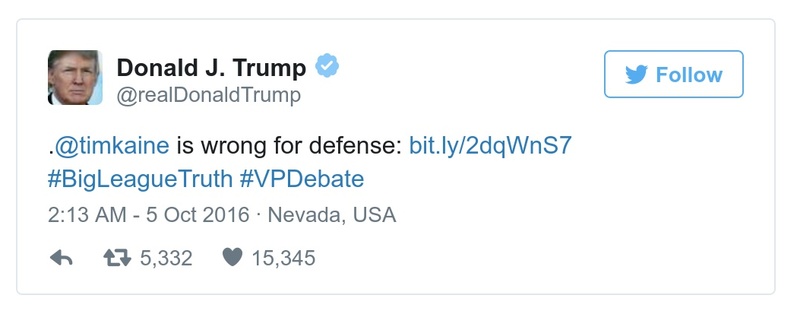 Donald J. Trump
@realDonaldTrump
Follow
.@timkaine is wrong for defense: bit.ly/2dqWnS7
#BigLeagueTruth #VPDebate
2:13 AM - 5 Oct 2016 · Nevada, USA
5,332 15,345